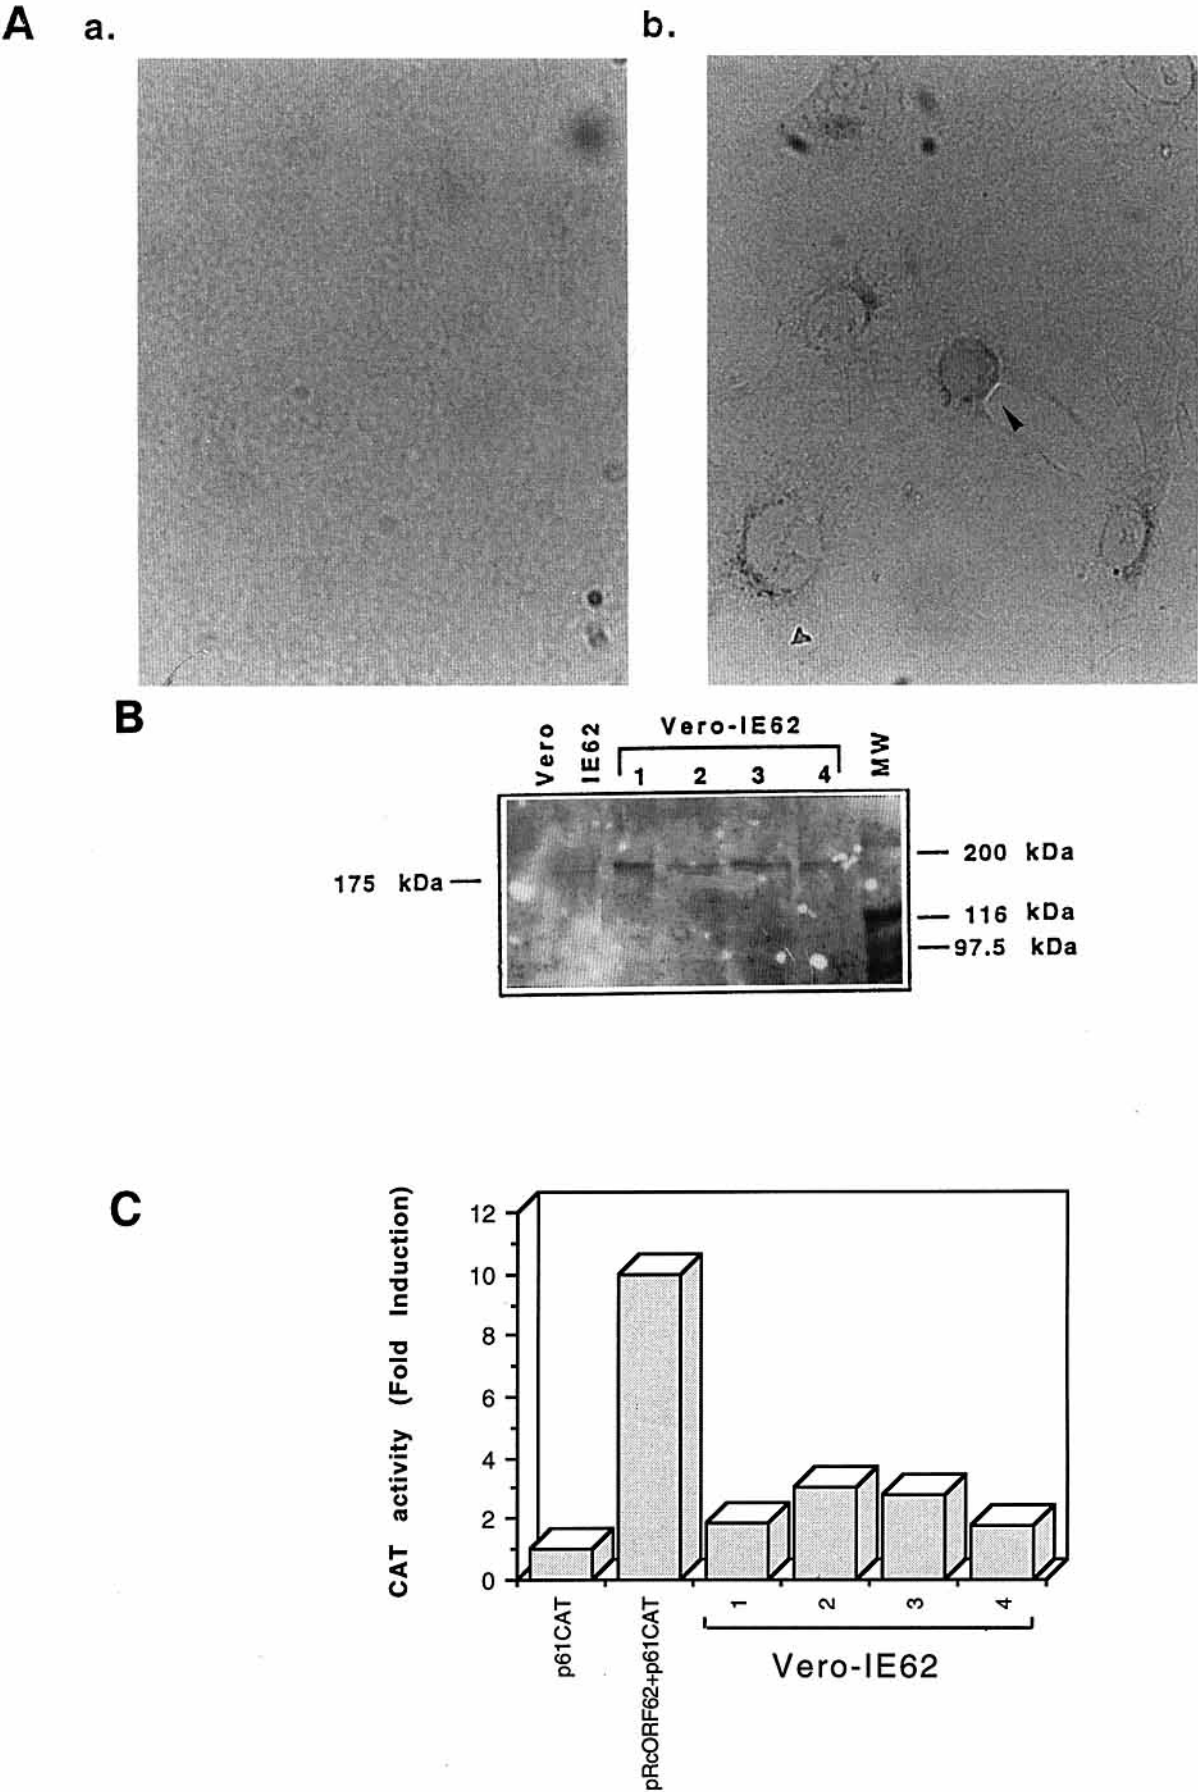 A a. b.
B
Vero IE62 Vero-IE62 MW
1 2 3 4
175 kDa
200 kDa
116 kDa
97.5 kDa
C
CAT activity (Fold Induction)
12
10
8
6
4
2
0
p61CAT pRcORF62+p61CAT 1 2 3 4
Vero-IE62